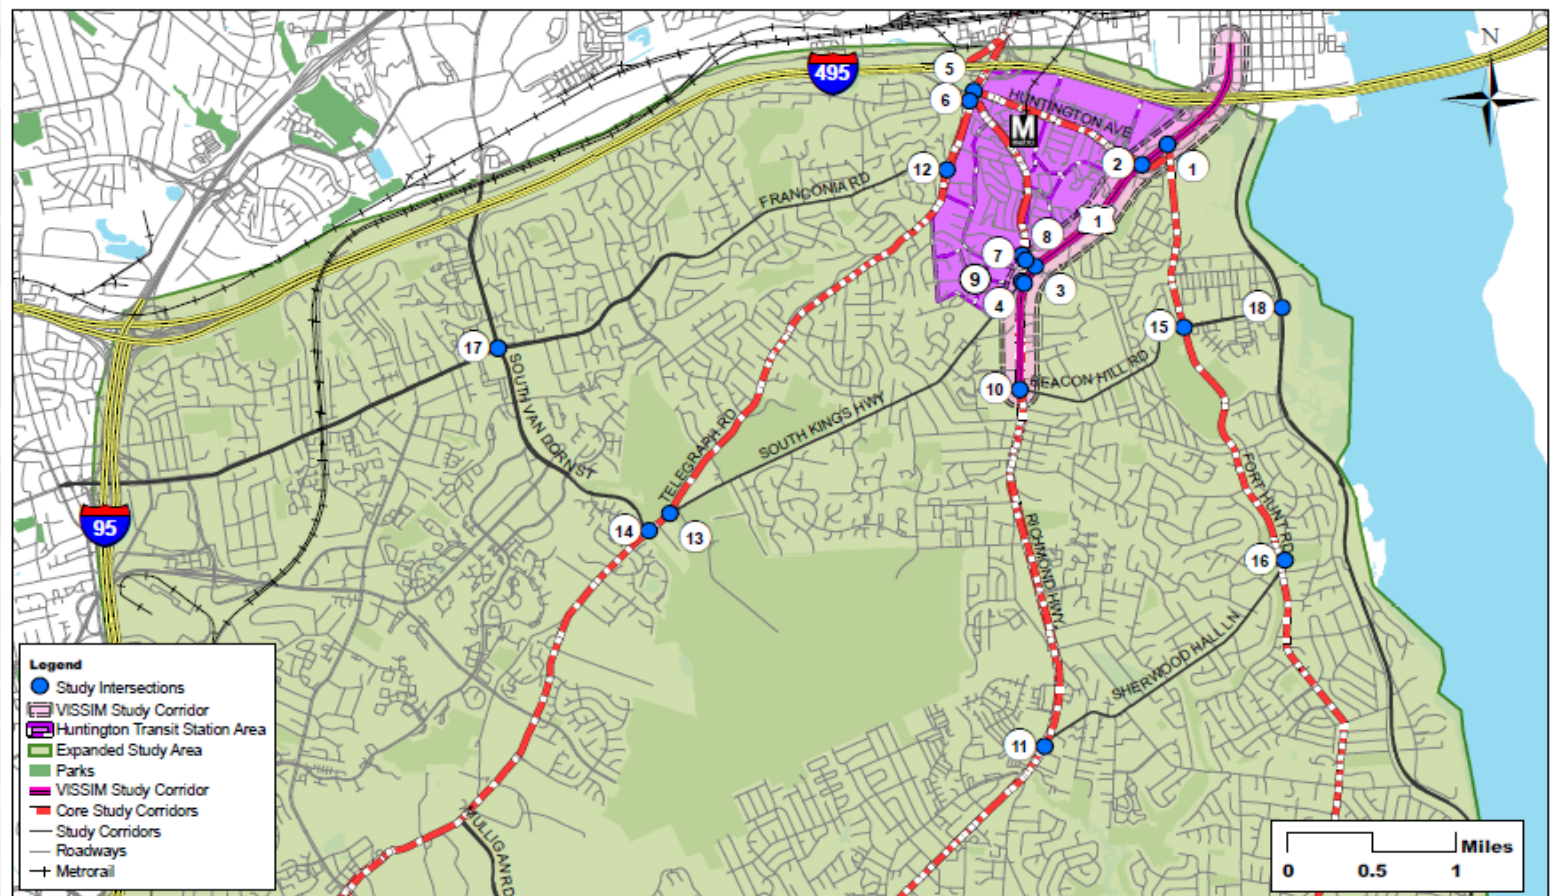 N
495
5
6
HUNTINGTON AVE
M
metro
2
1
12
FRANCONIA RD
1
8
7
9
3
4
18
15
17
SOUTH VAN DORN ST
10
BEACON HILL RD
SOUTH KINGS HWY
TELEGRAPH RD
FORT HUNT RD
95
14
13
RICHMOND HWY
16
SHERWOOD HALL LN
11
MULLIGAN RD
Legend
Study Intersections
VISSIM Study Corridor
Huntington Transit Station Area
Expanded Study Area
Parks
VISSIM Study Corridor
Core Study Corridors
Study Corridors
Roadways
Metrorail
Miles
0 0.5 1